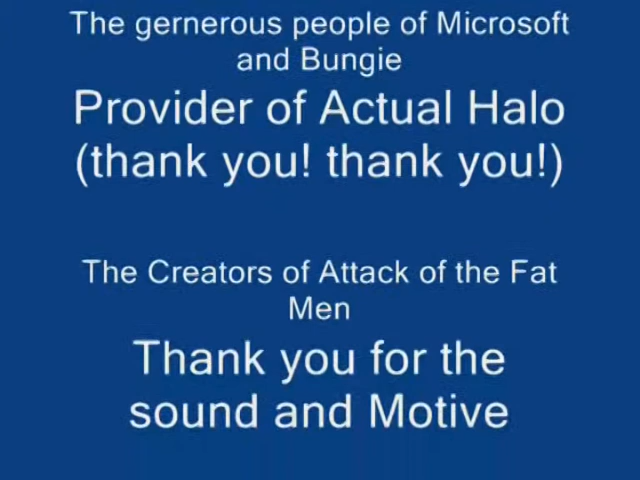 The gernerous people of Microsoft
and Bungie
Provider of Actual Halo
(thank you! thank you!)
The Creators of Attack of the Fat
Men
Thank you for the
sound and Motive